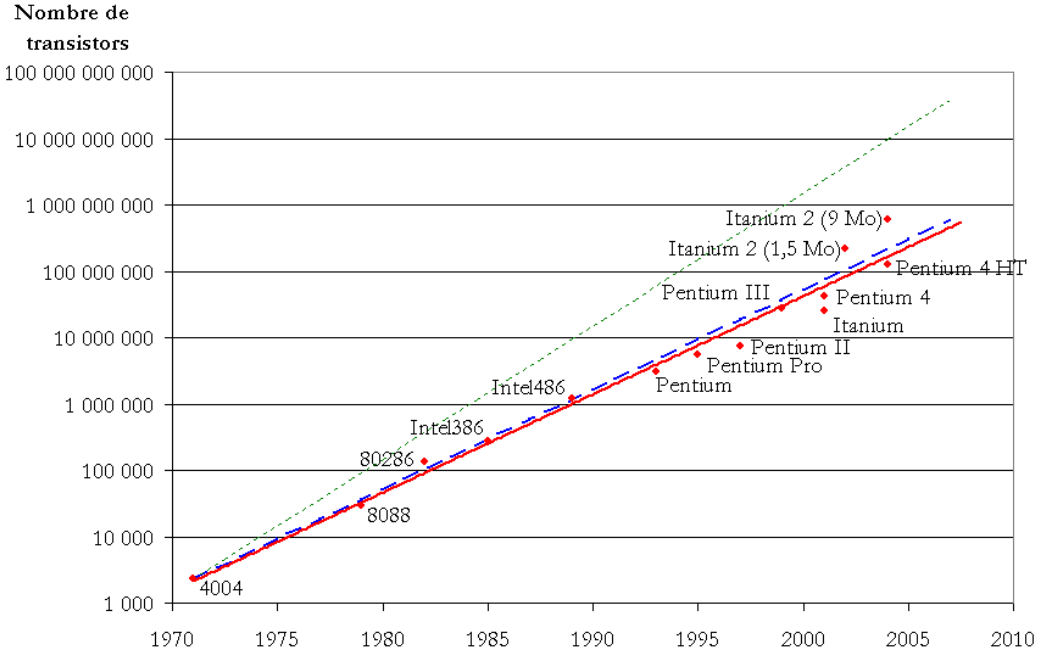 Nombre de
transistors
100 000 000 000
10 000 000 000
1 000 000 000
Itanium 2 (9 Mo)
Itanium 2 (1,5 Mo)
100 000 000
Pentium 4 HT
Pentium III
Pentium 4
Itanium
10 000 000
Pentium II
Pentium Pro
Pentium
Intel486
1 000 000
Intel386
80286
100 000
8088
10 000
4004
1 000
1970 1975 1980 1985 1990 1995 2000 2005 2010